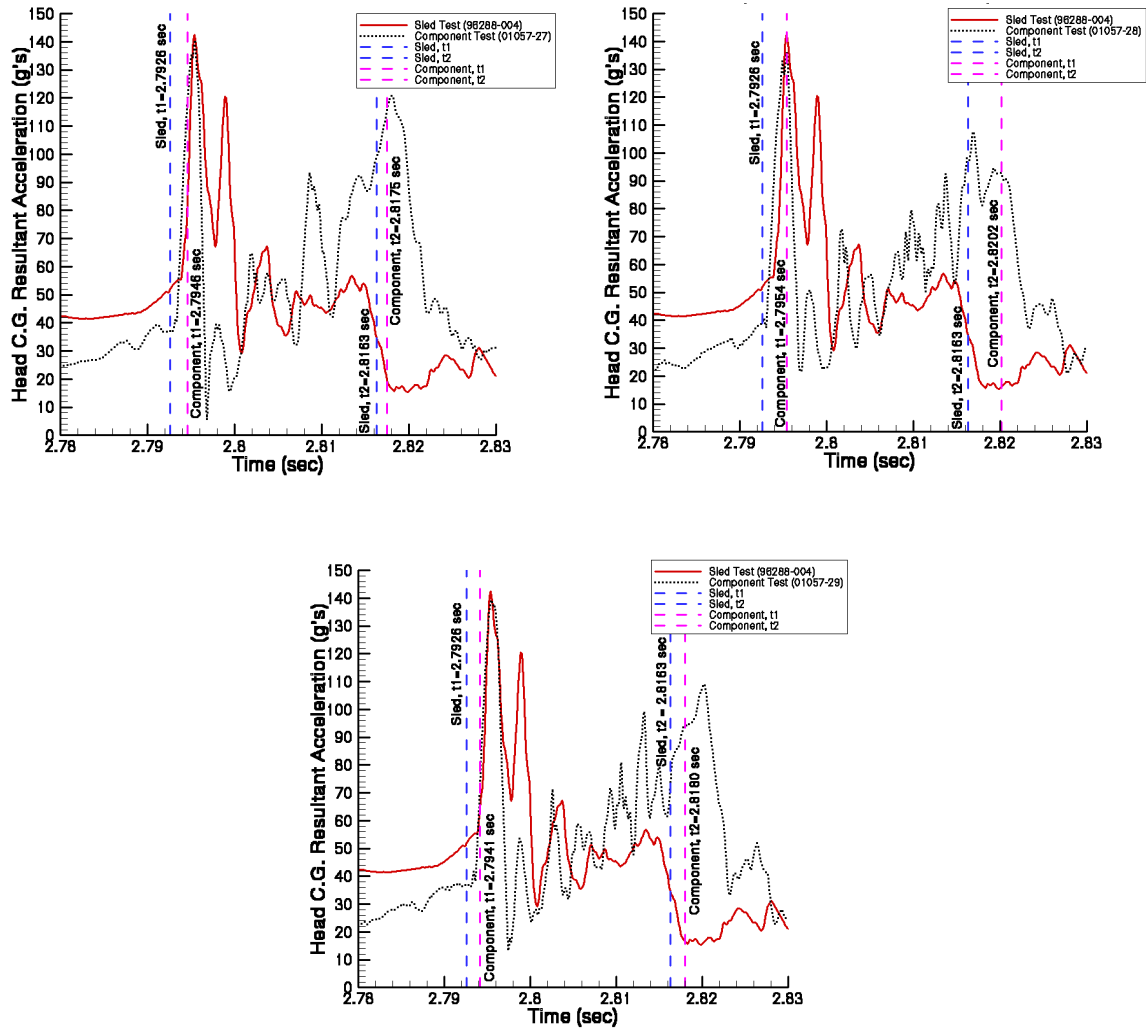 Head C.G. Resultant Acceleration (g's)
150
140
130
120
110
100
90
80
70
60
50
40
30
20
10
0
2.78
2.79
2.8
2.81
2.82
2.83
Time (sec)
Sled Test (96288-004)
Component Test (01057-27)
Sled, t1
Sled, t2
Component, t1
Component, t2
Sled, t1=2.7926 sec
Component, t1=2.7946 sec
Sled, t2=2.8163 sec
Component, t2=2.8175 sec
Head C.G. Resultant Acceleration (g's)
150
140
130
120
110
100
90
80
70
60
50
40
30
20
10
0
2.78
2.79
2.8
2.81
2.82
2.83
Time (sec)
Sled Test (96288-004)
Component Test (01057-28)
Sled, t1
Sled, t2
Component, t1
Component, t2
Sled, t1=2.7926 sec
Component, t1=2.7954 sec
Sled, t2=2.8163 sec
Component, t2=2.8202 sec
Head C.G. Resultant Acceleration (g's)
150
140
130
120
110
100
90
80
70
60
50
40
30
20
10
0
2.78
2.79
2.8
2.81
2.82
2.83
Time (sec)
Sled Test (96288-004)
Component Test (01057-29)
Sled, t1
Sled, t2
Component, t1
Component, t2
Sled, t1=2.7926 sec
Component, t1=2.7941 sec
Sled, t2 = 2.8163 sec
Component, t2=2.8180 sec